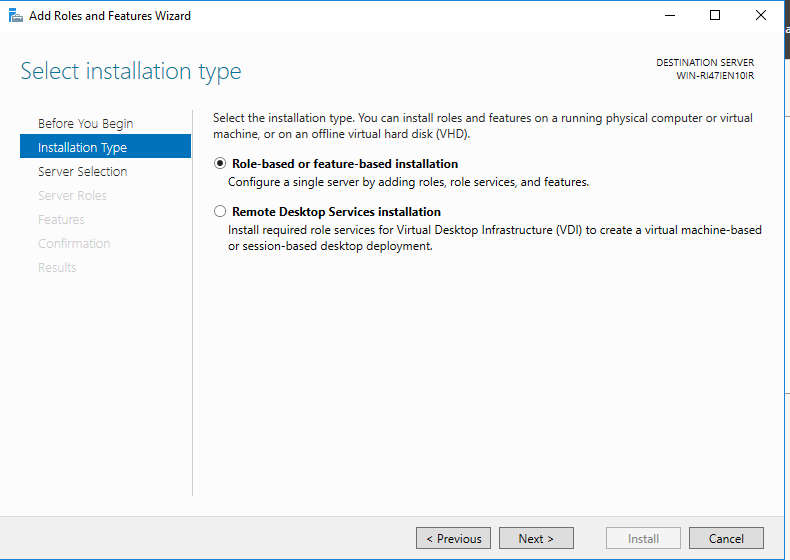 Add Roles and Features Wizard
Select installation type
DESTINATION SERVER
WIN-RI47IEN10IR
Before You Begin
Installation Type
Server Selection
Server Roles
Features
Confirmation
Results
Select the installation type. You can install roles and features on a running physical computer or virtual
machine, or on an offline virtual hard disk (VHD).
Role-based or feature-based installation
Configure a single server by adding roles, role services, and features.
Remote Desktop Services installation
Install required role services for Virtual Desktop Infrastructure (VDI) to create a virtual machine-based
or session-based desktop deployment.
< Previous
Next >
Install
Cancel